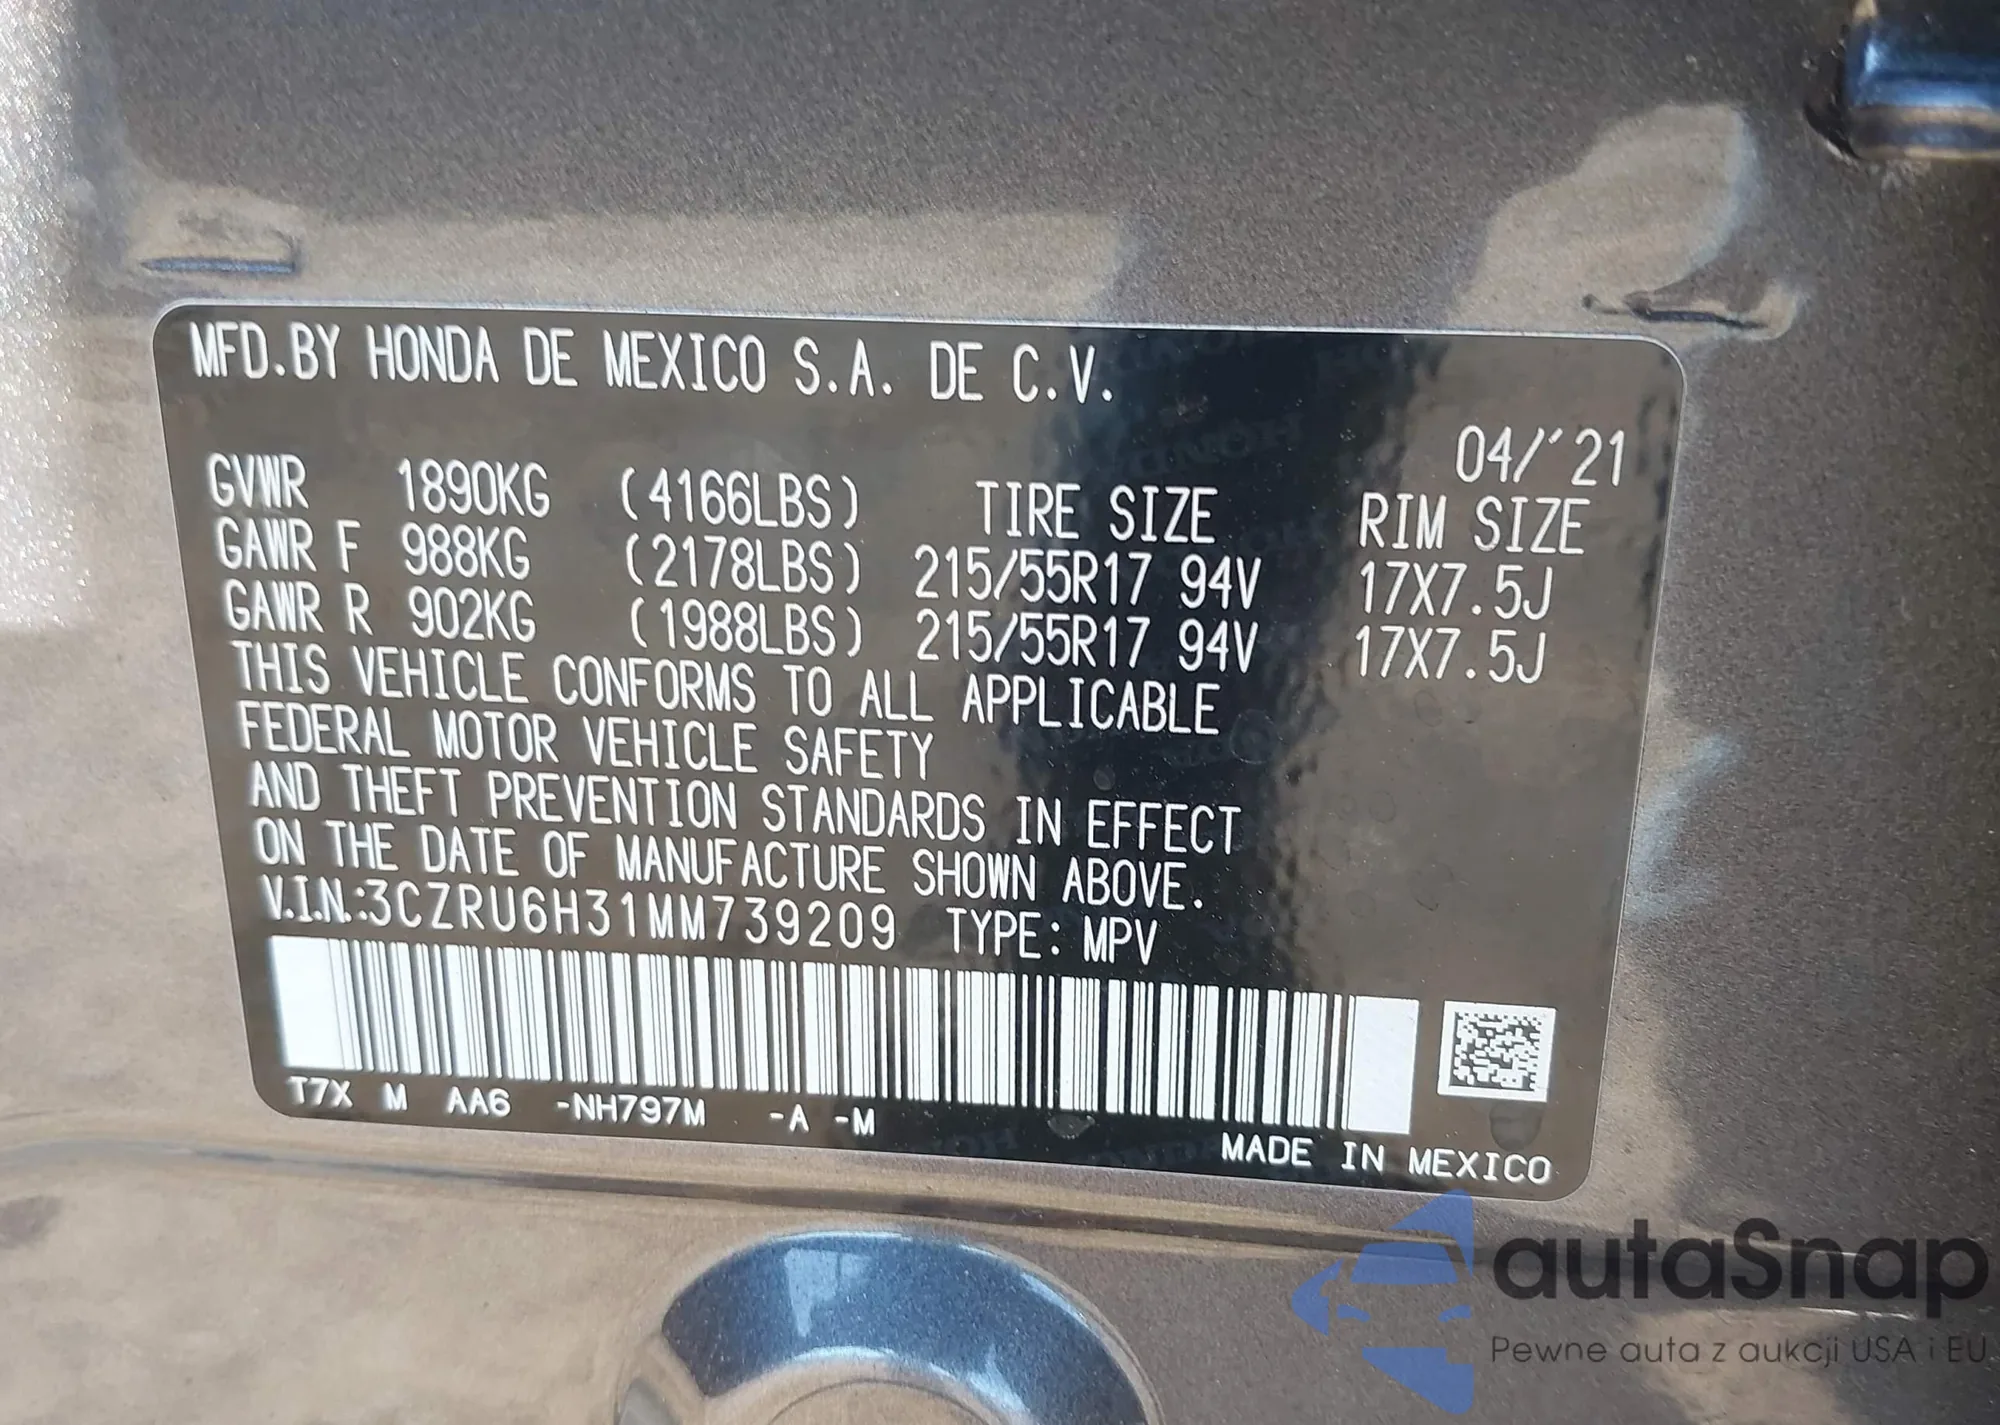 MFD.BY HONDA DE MEXICO S.A. DE C.V.
04/'21
GVWR 1890KG (4166LBS) TIRE SIZE RIM SIZE
GAWR F 988KG (2178LBS) 215/55R17 94V 17X7.5J
GAWR R 902KG (1988LBS) 215/55R17 94V 17X7.5J
THIS VEHICLE CONFORMS TO ALL APPLICABLE
FEDERAL MOTOR VEHICLE SAFETY
AND THEFT PREVENTION STANDARDS IN EFFECT
ON THE DATE OF MANUFACTURE SHOWN ABOVE.
V.I.N.:3CZRU6H31MM739209 TYPE: MPV
T7X M AA6 -NH797M -A -M
MADE IN MEXICO
autaSnap
Pewne auta z aukcji USA i EU